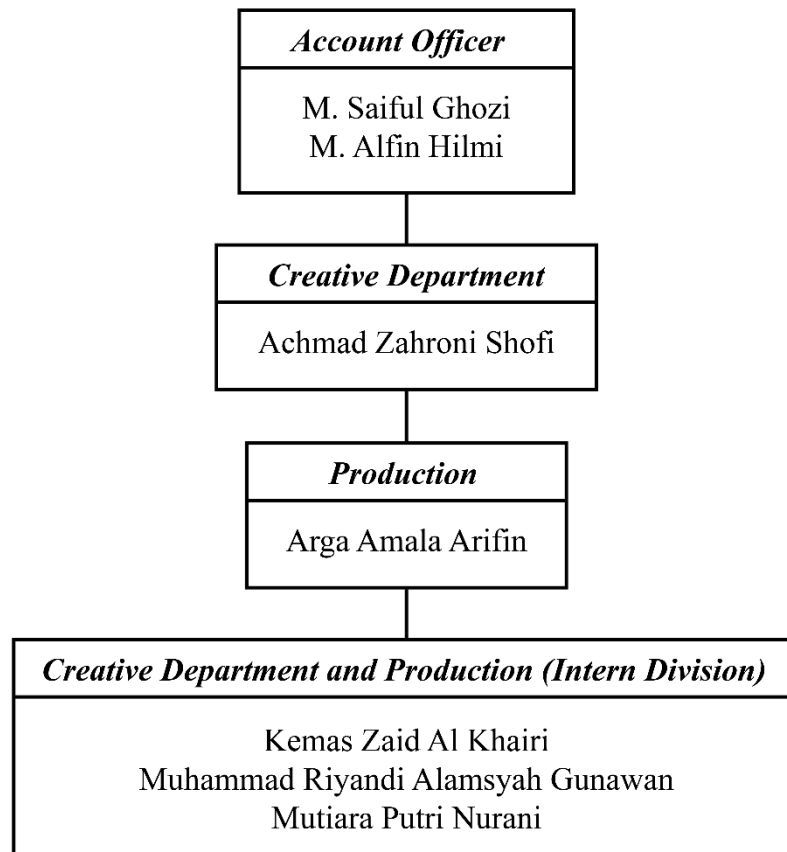 Account Officer
M. Saiful Ghozi
M. Alfin Hilmi
Creative Department
Achmad Zahroni Shofi
Production
Arga Amala Arifin
Creative Department and Production (Intern Division)
Kemas Zaid Al Khairi
Muhammad Riyandi Alamsyah Gunawan
Mutiara Putri Nurani